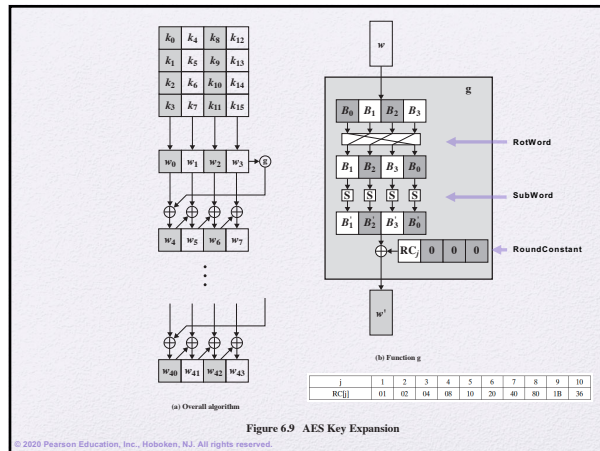 k0 k4 k8 k12
k1 k5 k9 k13
k2 k6 k10 k14
k3 k7 k11 k15
w0 w1 w2 w3 g
w4 w5 w6 w7
w40 w41 w42 w43
(a) Overall algorithm
w
g
B0 B1 B2 B3
RotWord
B1 B2 B3 B0
S S S S
SubWord
B'1 B'2 B'3 B'0
RCj 0 0 0
RoundConstant
w'
(b) Function g
j 1 2 3 4 5 6 7 8 9 10
RC[j] 01 02 04 08 10 20 40 80 1B 36
Figure 6.9 AES Key Expansion
© 2020 Pearson Education, Inc., Hoboken, NJ. All rights reserved.